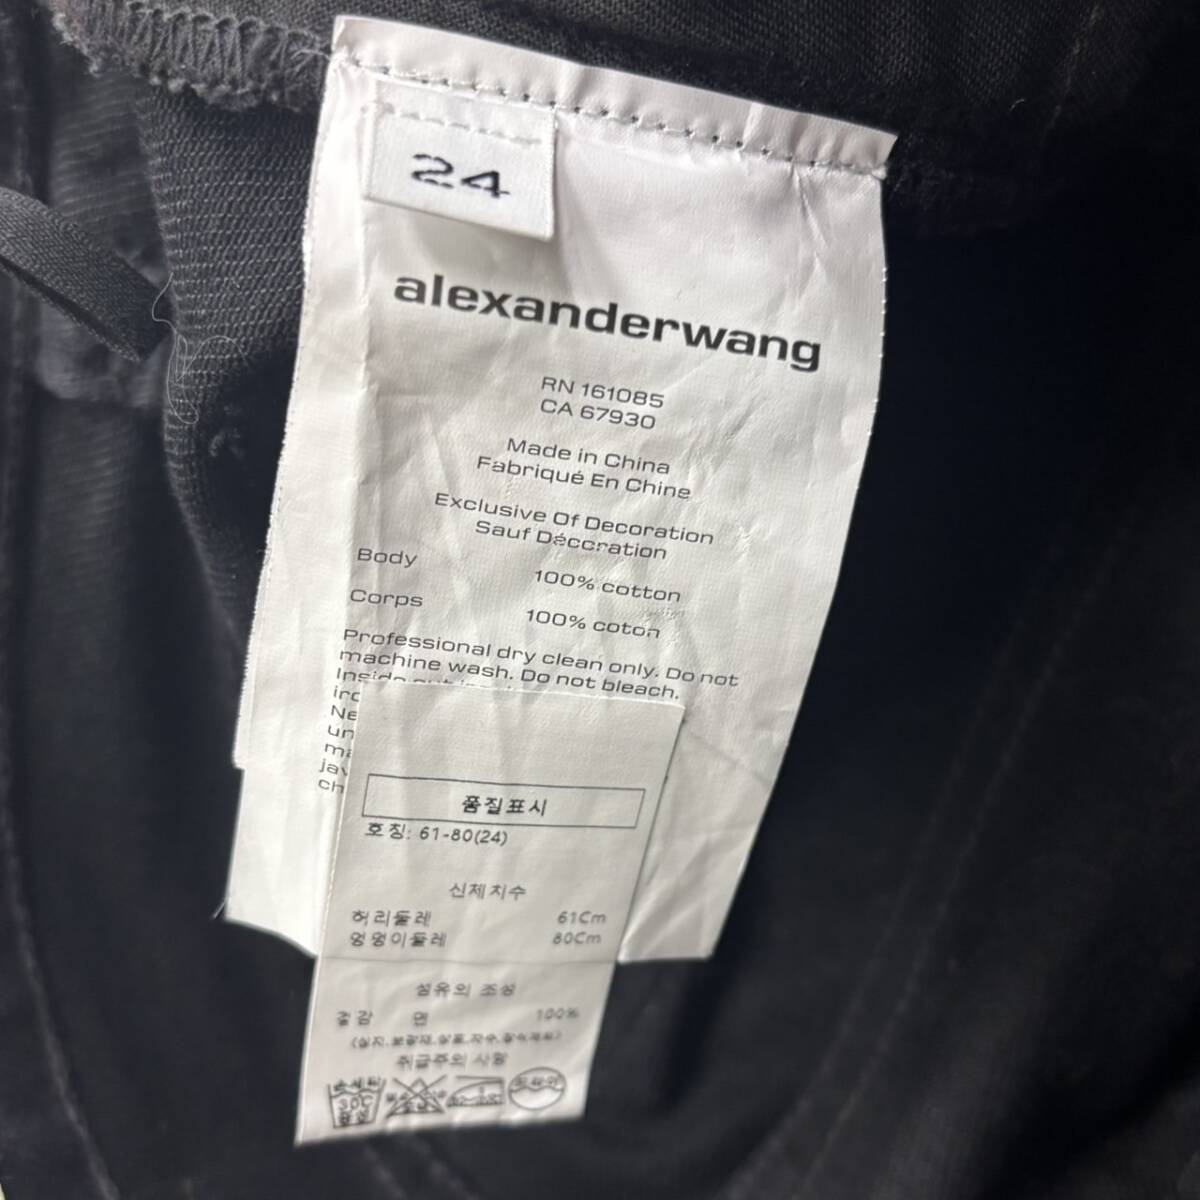 24
alexanderwang
RN 161085
CA 67930
Made in China
Fabriqué En Chine
Exclusive Of Decoration
Sauf Décoration
Body
100% cotton
Corps
100% coton
Professional dry clean only. Do not
machine wash. Do not bleach.
Inside out
품질표시
호칭: 61-80(24)
신체치수
허리둘레 61Cm
엉덩이둘레 80Cm
섬유의 조성
겉감 면 100%
취급주의 사항
30℃